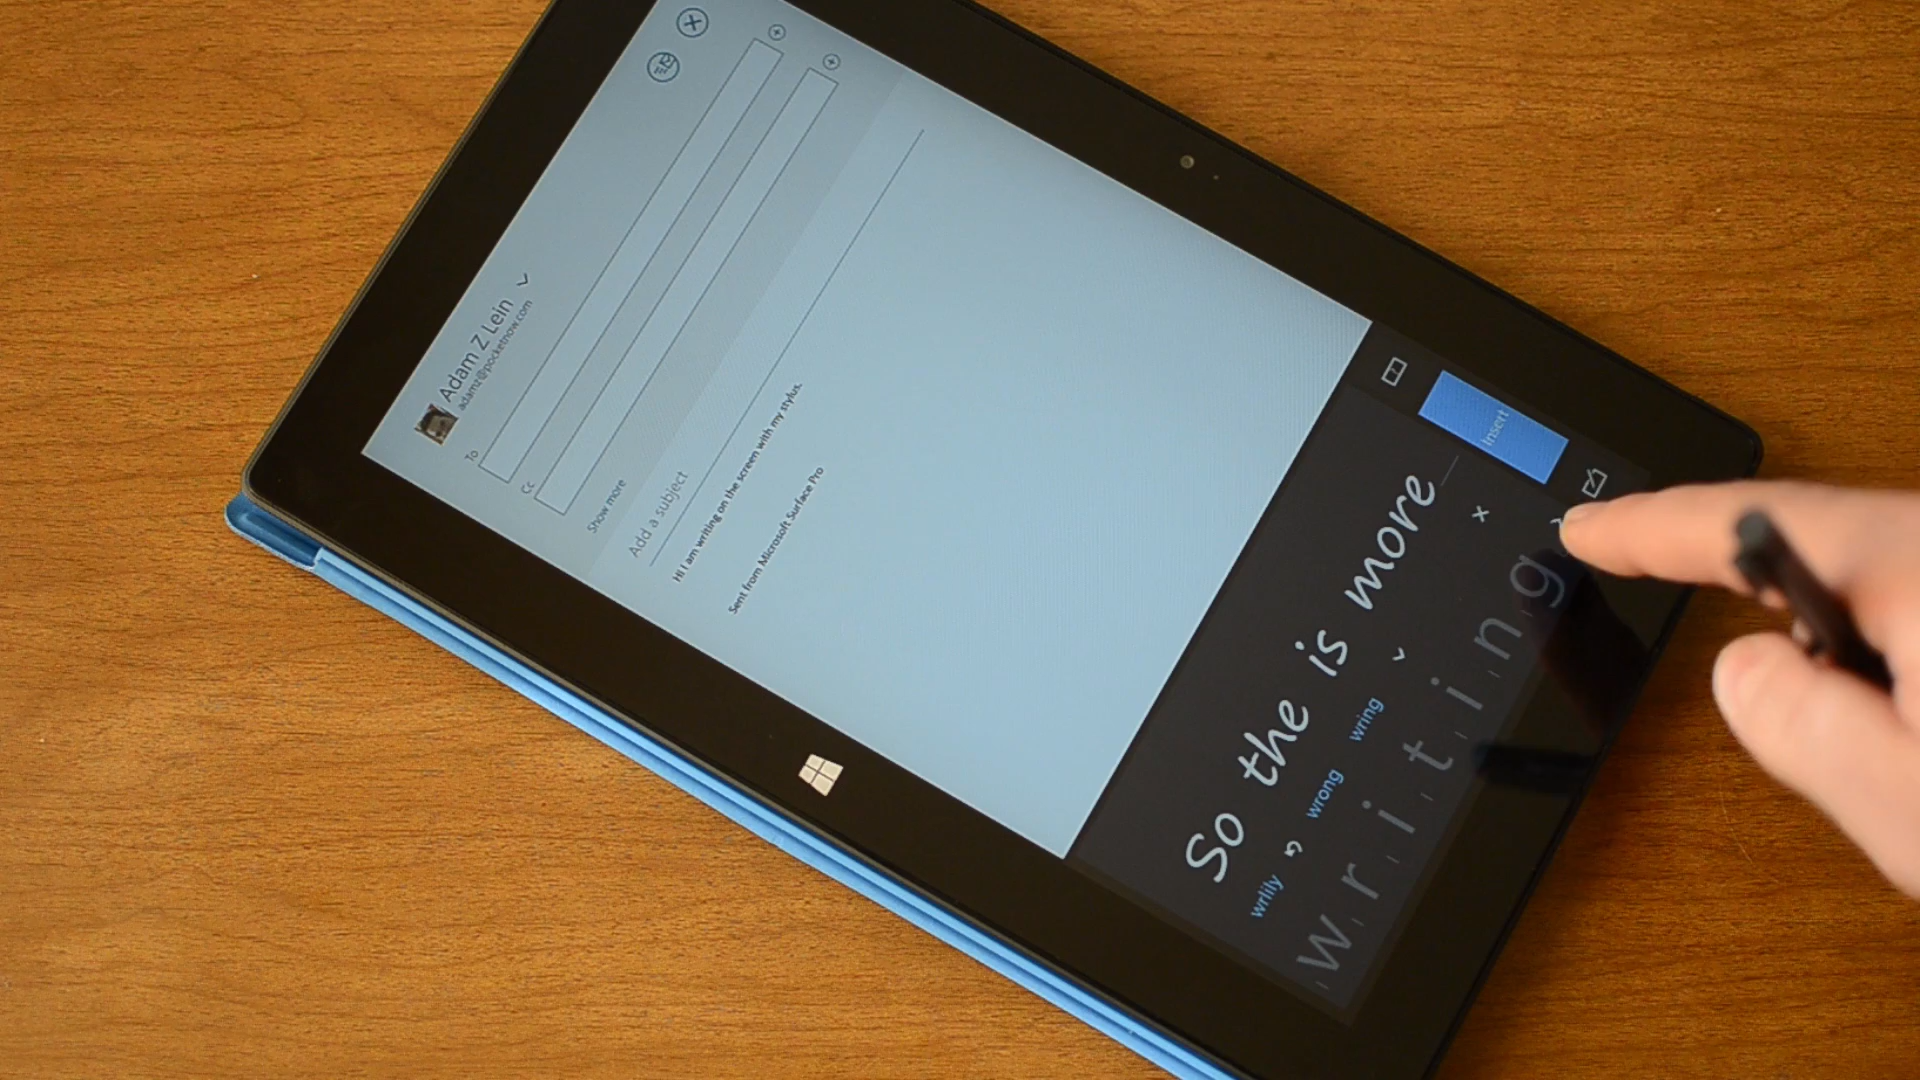 Adam Z Lein
adamz@pocketnow.com
To
Cc
Show more
Add a subject
Hi I am writing on the screen with my stylus.
Sent from Microsoft Surface Pro
Insert
So the is more
wrlily wrong wring
writing